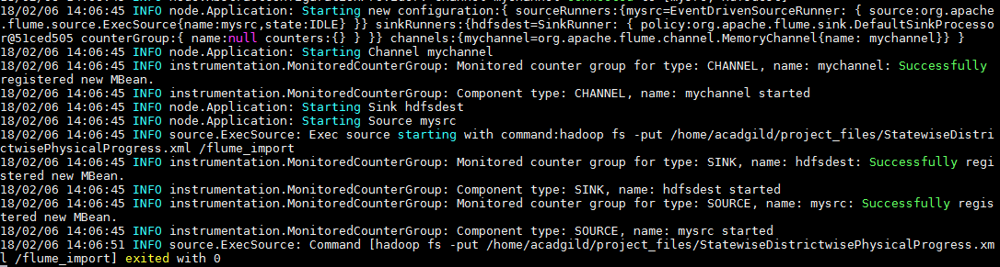 18/02/06 14:06:45 INFO node.Application: Starting new configuration:{ sourceRunners:{mysrc=EventDrivenSourceRunner: { source:org.apache
.flume.source.ExecSource{name:mysrc,state:IDLE} }} sinkRunners:{hdfsdest=SinkRunner: { policy:org.apache.flume.sink.DefaultSinkProcesso
r@51ced505 counterGroup:{ name:null counters:{} } }} channels:{mychannel=org.apache.flume.channel.MemoryChannel{name: mychannel}} }
18/02/06 14:06:45 INFO node.Application: Starting Channel mychannel
18/02/06 14:06:45 INFO instrumentation.MonitoredCounterGroup: Monitored counter group for type: CHANNEL, name: mychannel: Successfully
registered new MBean.
18/02/06 14:06:45 INFO instrumentation.MonitoredCounterGroup: Component type: CHANNEL, name: mychannel started
18/02/06 14:06:45 INFO node.Application: Starting Sink hdfsdest
18/02/06 14:06:45 INFO node.Application: Starting Source mysrc
18/02/06 14:06:45 INFO source.ExecSource: Exec source starting with command:hadoop fs -put /home/acadgild/project_files/StatewiseDistri
ctwisePhysicalProgress.xml /flume_import
18/02/06 14:06:45 INFO instrumentation.MonitoredCounterGroup: Monitored counter group for type: SINK, name: hdfsdest: Successfully regi
stered new MBean.
18/02/06 14:06:45 INFO instrumentation.MonitoredCounterGroup: Component type: SINK, name: hdfsdest started
18/02/06 14:06:45 INFO instrumentation.MonitoredCounterGroup: Monitored counter group for type: SOURCE, name: mysrc: Successfully regis
tered new MBean.
18/02/06 14:06:45 INFO instrumentation.MonitoredCounterGroup: Component type: SOURCE, name: mysrc started
18/02/06 14:06:51 INFO source.ExecSource: Command [hadoop fs -put /home/acadgild/project_files/StatewiseDistrictwisePhysicalProgress.xm
l /flume_import] exited with 0